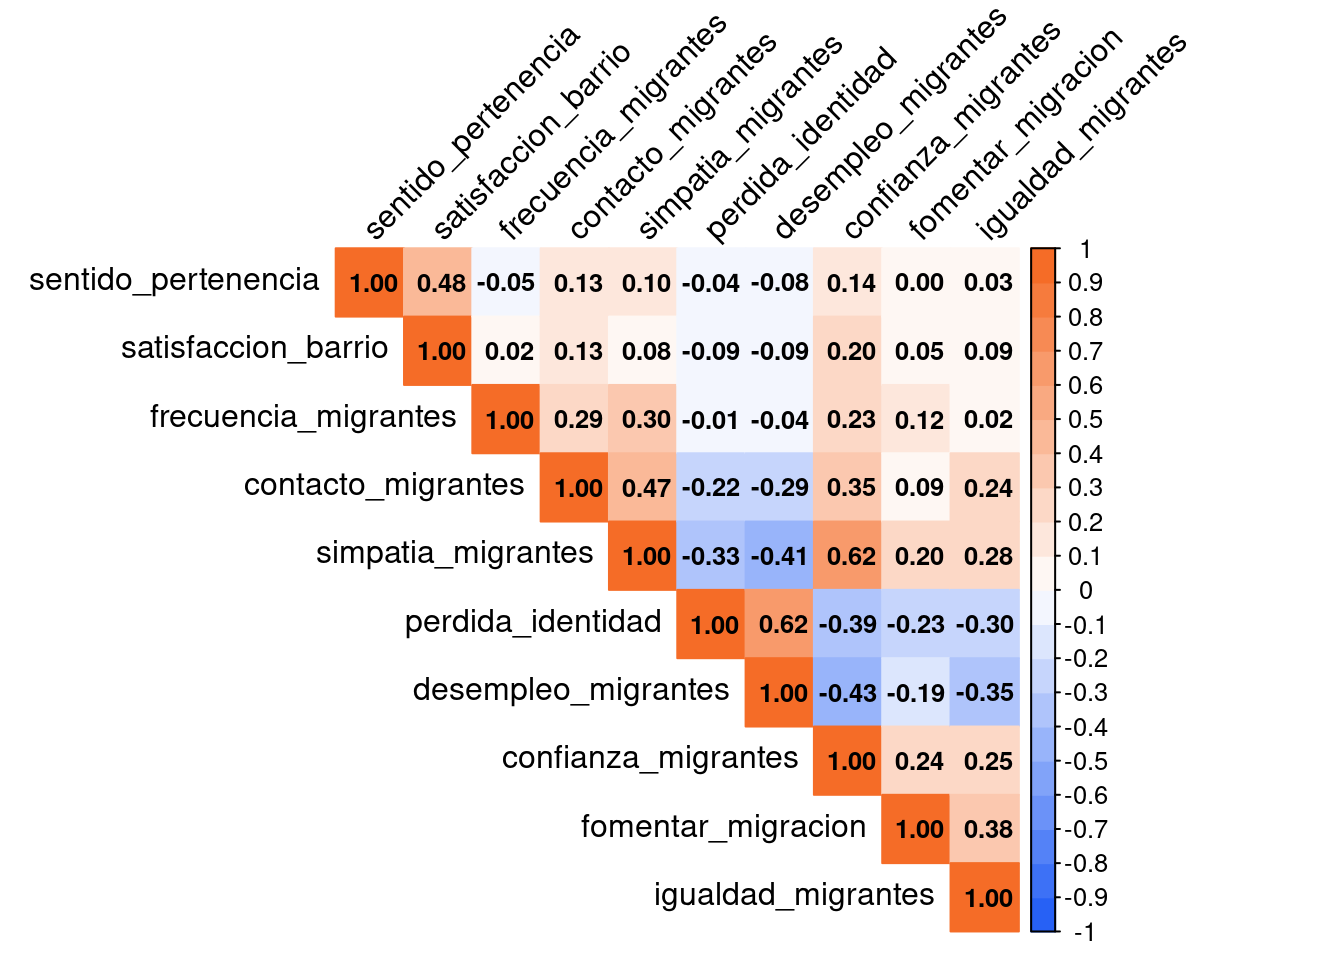 sentido_pertenencia
satisfaccion_barrio
frecuencia_migrantes
contacto_migrantes
simpatia_migrantes
perdida_identidad
desempleo_migrantes
confianza_migrantes
fomentar_migracion
igualdad_migrantes
sentido_pertenencia 1.00 0.48 -0.05 0.13 0.10 -0.04 -0.08 0.14 0.00 0.03
satisfaccion_barrio 1.00 0.02 0.13 0.08 -0.09 -0.09 0.20 0.05 0.09
frecuencia_migrantes 1.00 0.29 0.30 -0.01 -0.04 0.23 0.12 0.02
contacto_migrantes 1.00 0.47 -0.22 -0.29 0.35 0.09 0.24
simpatia_migrantes 1.00 -0.33 -0.41 0.62 0.20 0.28
perdida_identidad 1.00 0.62 -0.39 -0.23 -0.30
desempleo_migrantes 1.00 -0.43 -0.19 -0.35
confianza_migrantes 1.00 0.24 0.25
fomentar_migracion 1.00 0.38
igualdad_migrantes 1.00
1
0.9
0.8
0.7
0.6
0.5
0.4
0.3
0.2
0.1
0
-0.1
-0.2
-0.3
-0.4
-0.5
-0.6
-0.7
-0.8
-0.9
-1